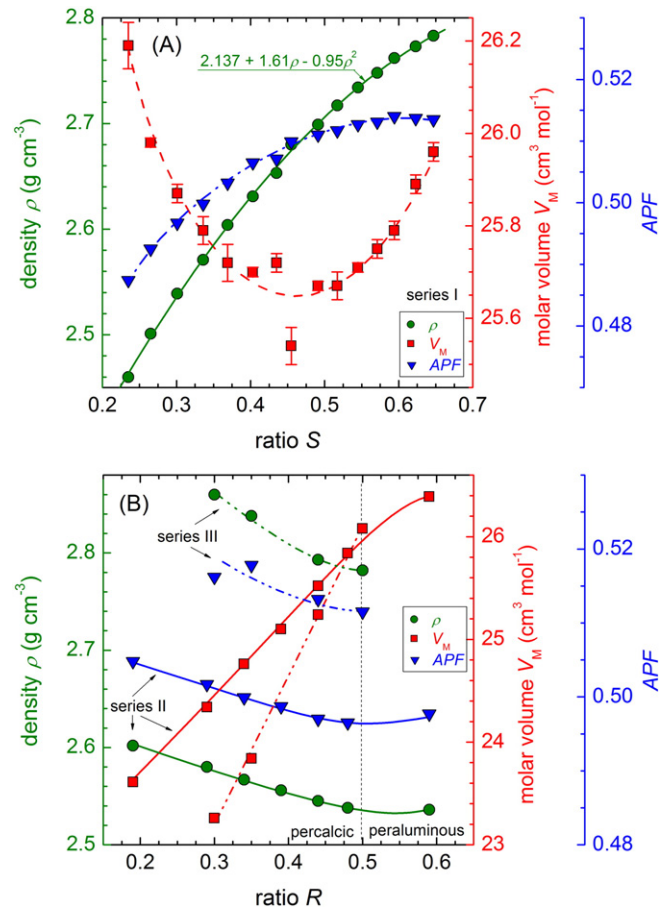 (A)
2.137 + 1.61ρ - 0.95ρ²
density ρ (g cm⁻³)
2.8
2.7
2.6
2.5
26.2
26.0
25.8
25.6
molar volume V_M (cm³ mol⁻¹)
0.52
0.50
0.48
APF
series I
ρ
V_M
APF
0.2 0.3 0.4 0.5 0.6 0.7
ratio S
(B)
density ρ (g cm⁻³)
2.8
2.7
2.6
2.5
26
25
24
23
molar volume V_M (cm³ mol⁻¹)
0.52
0.50
0.48
APF
series III
ρ
V_M
APF
series II
percalcic peraluminous
0.2 0.3 0.4 0.5 0.6
ratio R